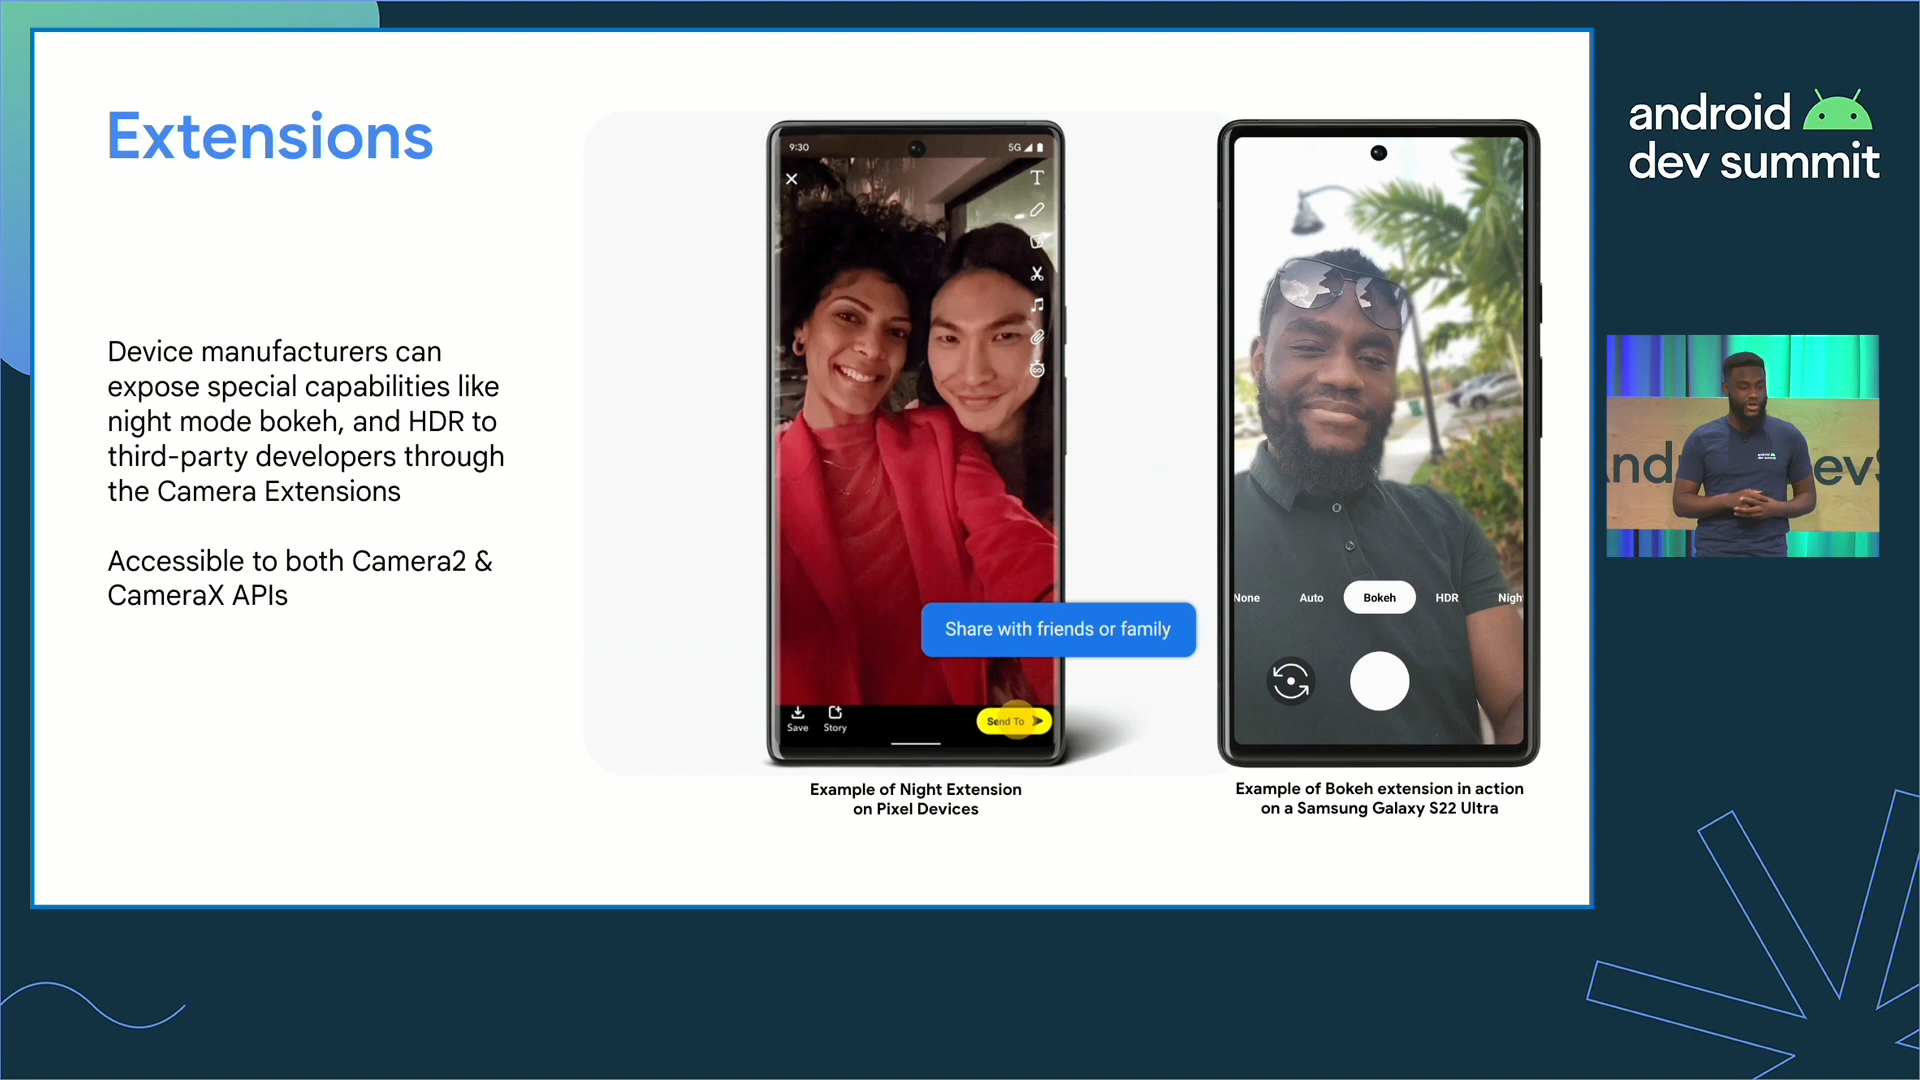 Extensions
Device manufacturers can
expose special capabilities like
night mode bokeh, and HDR to
third-party developers through
the Camera Extensions
Accessible to both Camera2 &
CameraX APIs
9:30
5G
T
Share with friends or family
Save
Story
Send To
Example of Night Extension
on Pixel Devices
None
Auto
Bokeh
HDR
Nigh
Example of Bokeh extension in action
on a Samsung Galaxy S22 Ultra
android
dev summit
nd
evS